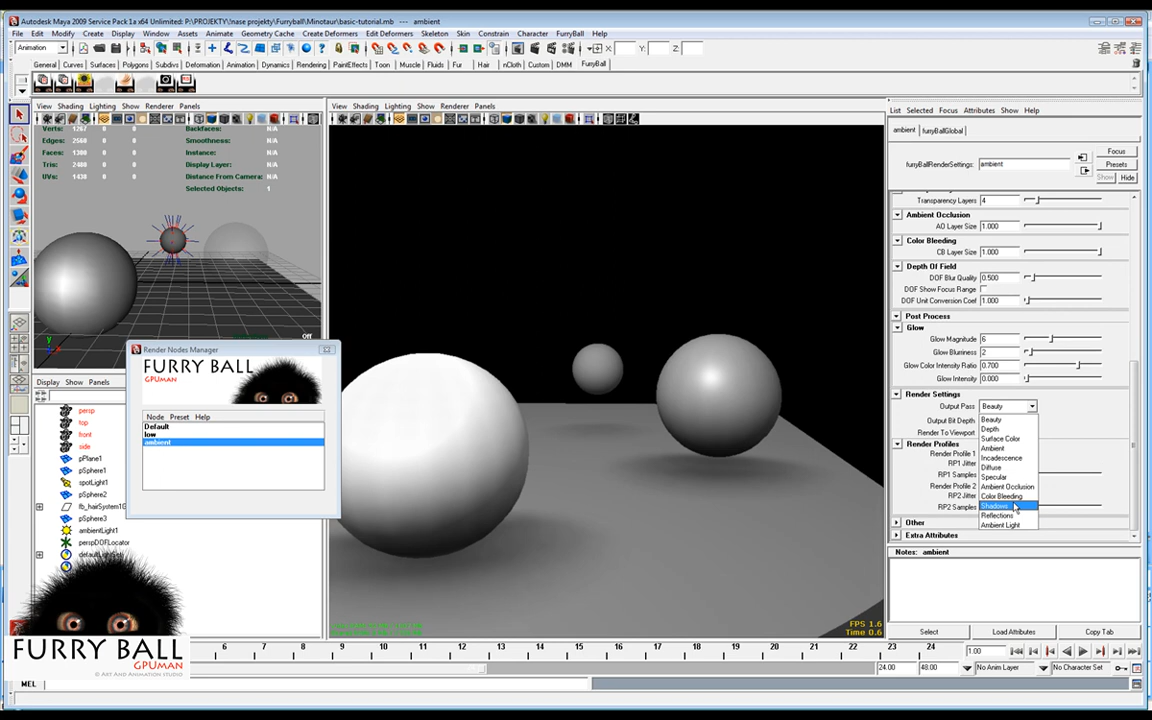 Autodesk Maya 2009 Service Pack 1a x64 Unlimited: P:\PROJEKTY\!nase projekty\Furryball\Minotaur\basic-tutorial.mb --- ambient
File Edit Modify Create Display Window Assets Animate Geometry Cache Create Deformers Edit Deformers Skeleton Skin Constrain Character FurryBall Help
Animation X: Y: Z:
General Curves Surfaces Polygons Subdivs Deformation Animation Dynamics Rendering PaintEffects Toon Muscle Fluids Fur Hair nCloth Custom DMM FurryBall
View Shading Lighting Show Renderer Panels
View Shading Lighting Show Renderer Panels
List Selected Focus Attributes Show Help
Verts: 1267 0 0 Backfaces: N/A
Edges: 2568 0 0 Smoothness: N/A
Faces: 1300 0 0 Instance: N/A
Tris: 2480 0 0 Display Layer: N/A
UVs: 1438 0 0 Distance From Camera: N/A
Selected Objects: 1
Off
y
ambient furryBallGlobal
furryBallRenderSettings: ambient
Focus
Presets
Show Hide
Transparency Layers 4
Ambient Occlusion
AO Layer Size 1.000
Color Bleeding
CB Layer Size 1.000
Depth Of Field
DOF Blur Quality 0.500
DOF Show Focus Range
DOF Unit Conversion Coef 1.000
Post Process
Glow
Glow Magnitude 6
Glow Blurriness 2
Glow Color Intensity Ratio 0.700
Glow Intensity 0.000
Render Settings
Output Pass Beauty
Output Bit Depth
Render To Viewport
Render Profiles
Render Profile 1
RP1 Jitter
RP1 Samples
Render Profile 2
RP2 Jitter
RP2 Samples
Beauty
Depth
Surface Color
Ambient
Incadescence
Diffuse
Specular
Ambient Occlusion
Color Bleeding
Shadows
Reflections
Ambient Light
Other
Extra Attributes
Notes: ambient
Select Load Attributes Copy Tab
Render Nodes Manager
FURRY BALL
GPUman
Node Preset Help
Default
low
ambient
Display Show Panels
persp
top
front
side
pPlane1
pSphere1
spotLight1
pSphere2
pSphere3
ambientLight1
perspDOFLocator
FPS 1.6
Time 0.6
FURRY BALL
GPUMAN
© ART AND ANIMATION STUDIO
6 7 8 9 10 11 12 13 14 15 16 17 18 19 20 21 22 23 24
1.00
24.00 48.00 No Anim Layer No Character Set
MEL